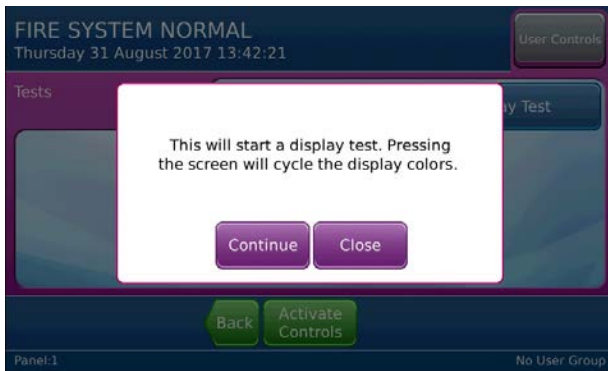 FIRE SYSTEM NORMAL
Thursday 31 August 2017 13:42:21
User Controls
Tests
ay Test
This will start a display test. Pressing
the screen will cycle the display colors.
Continue
Close
Back
Activate
Controls
Panel:1
No User Group